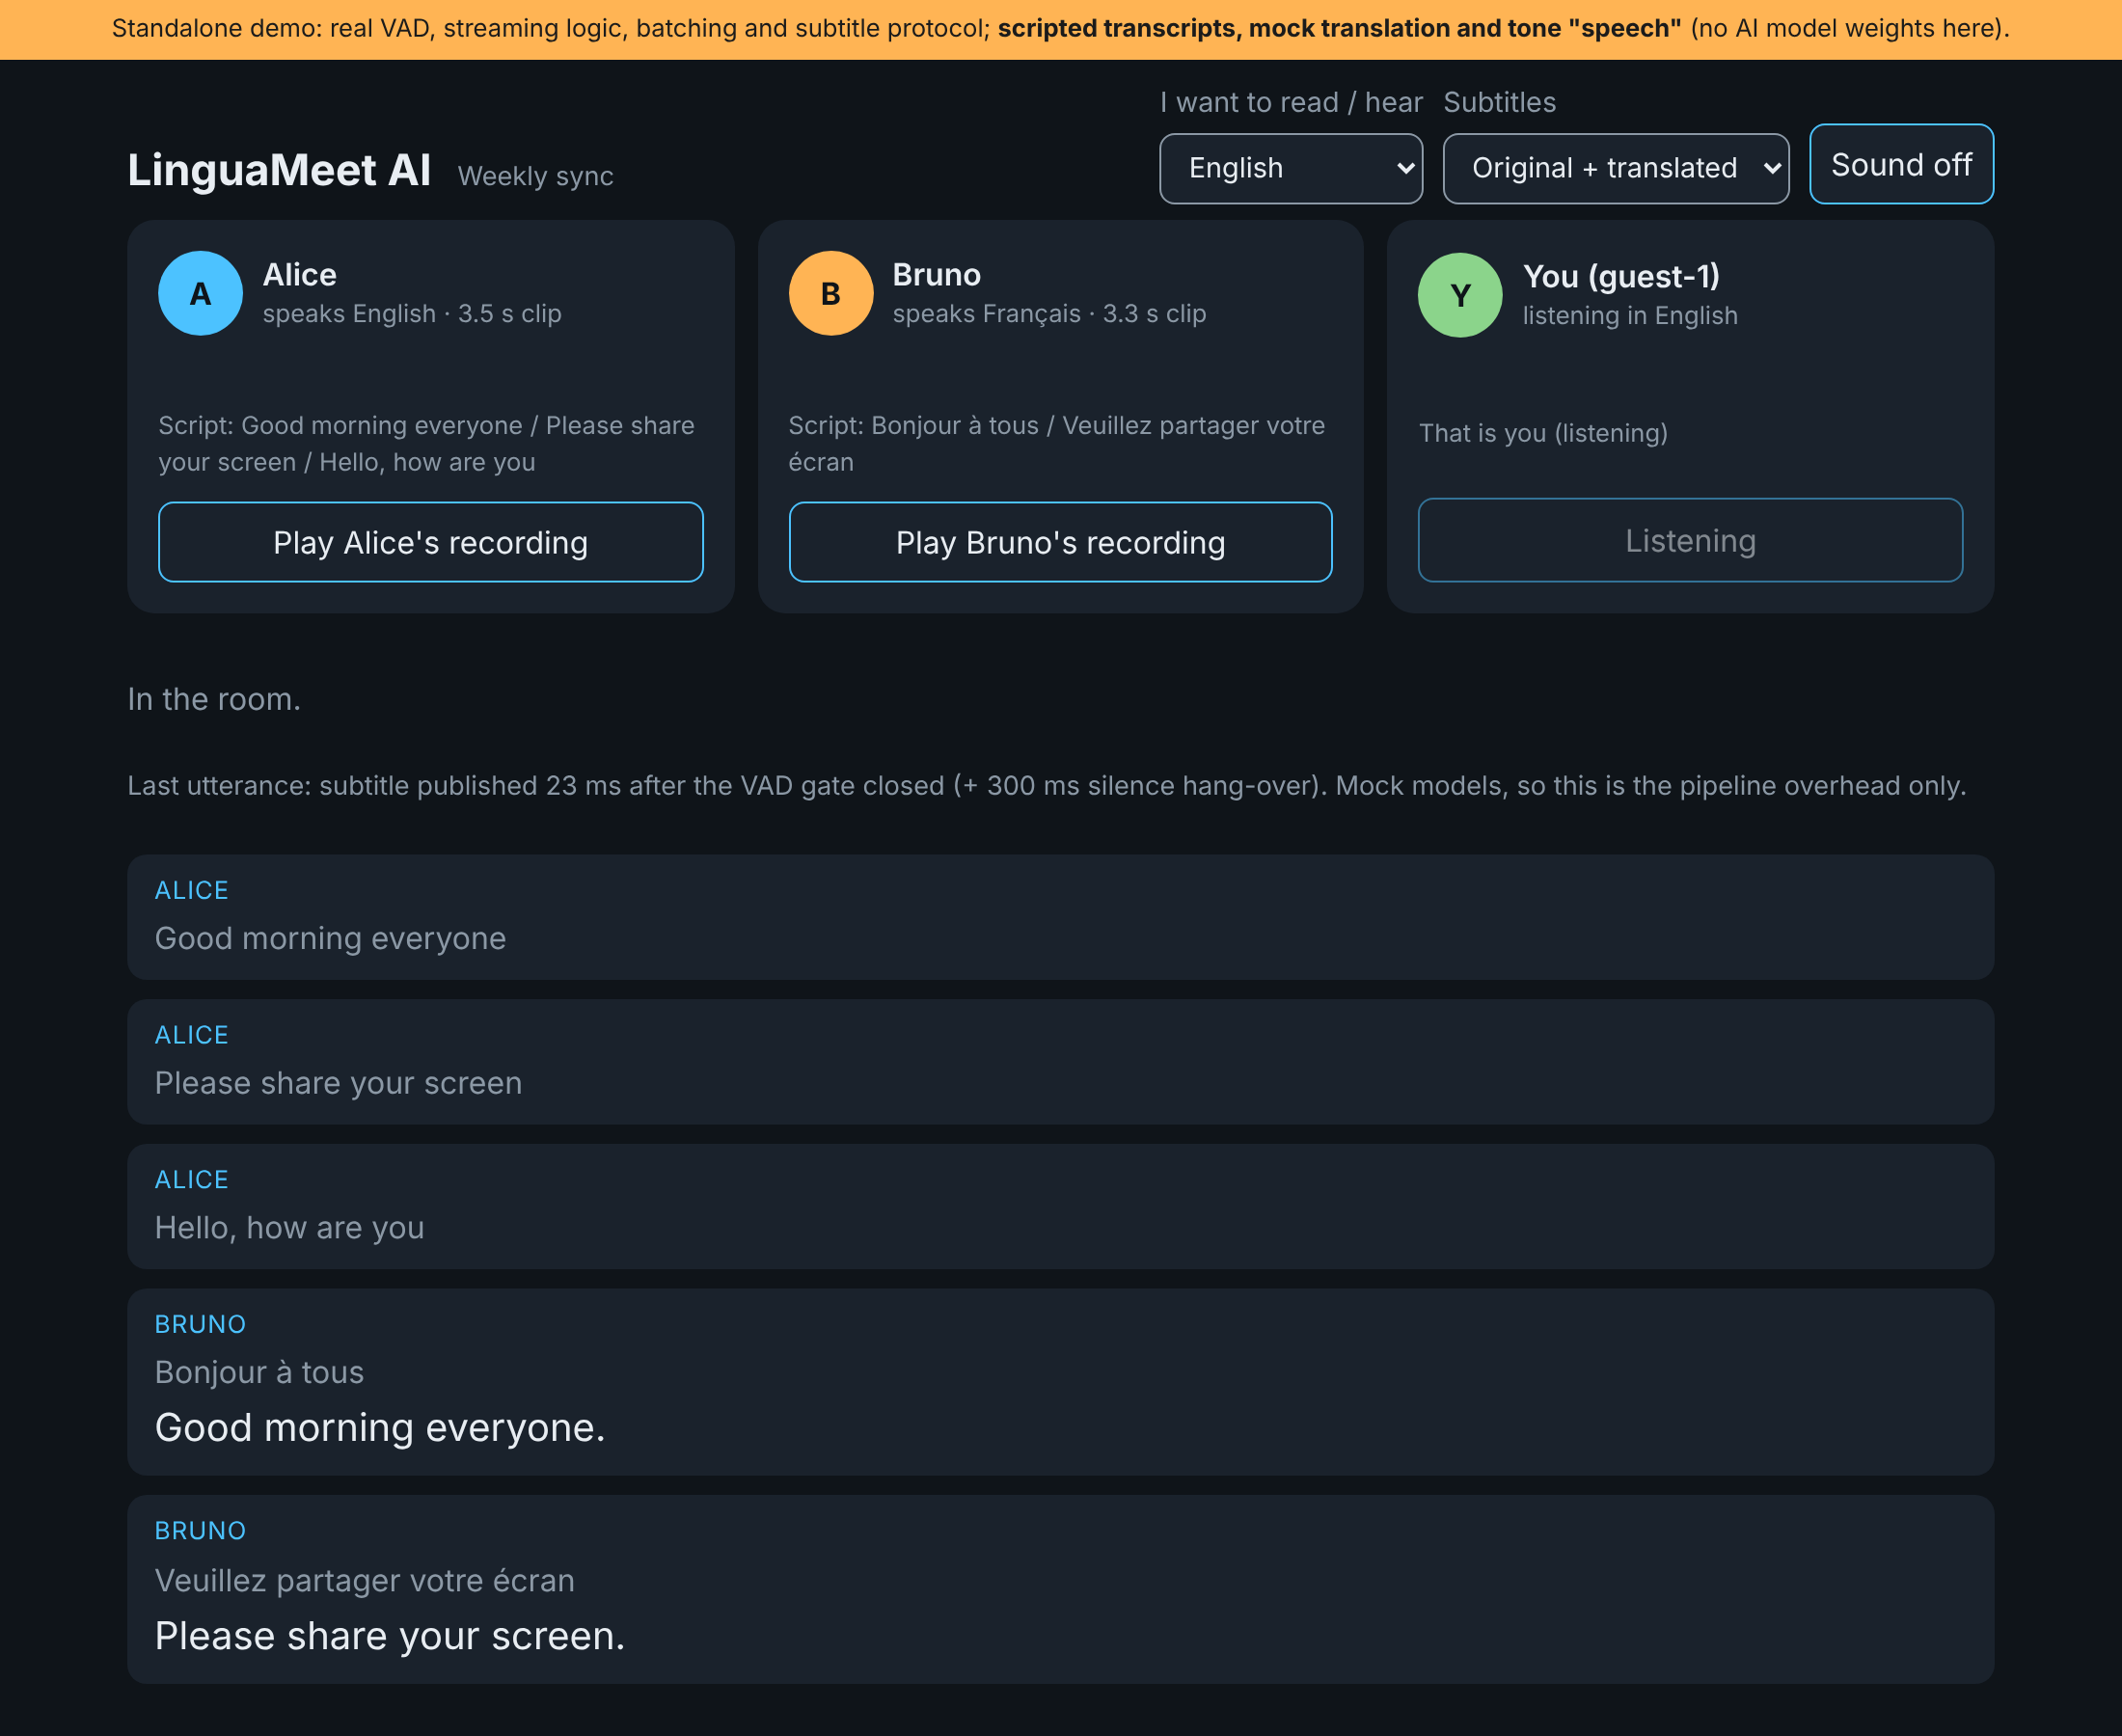 Standalone demo: real VAD, streaming logic, batching and subtitle protocol; scripted transcripts, mock translation and tone "speech" (no AI model weights here).
LinguaMeet AI Weekly sync
I want to read / hear
English
Subtitles
Original + translated
Sound off
A
Alice
speaks English · 3.5 s clip
Script: Good morning everyone / Please share
your screen / Hello, how are you
Play Alice's recording
B
Bruno
speaks Français · 3.3 s clip
Script: Bonjour à tous / Veuillez partager votre
écran
Play Bruno's recording
Y
You (guest-1)
listening in English
That is you (listening)
Listening
In the room.
Last utterance: subtitle published 23 ms after the VAD gate closed (+ 300 ms silence hang-over). Mock models, so this is the pipeline overhead only.
ALICE
Good morning everyone
ALICE
Please share your screen
ALICE
Hello, how are you
BRUNO
Bonjour à tous
Good morning everyone.
BRUNO
Veuillez partager votre écran
Please share your screen.